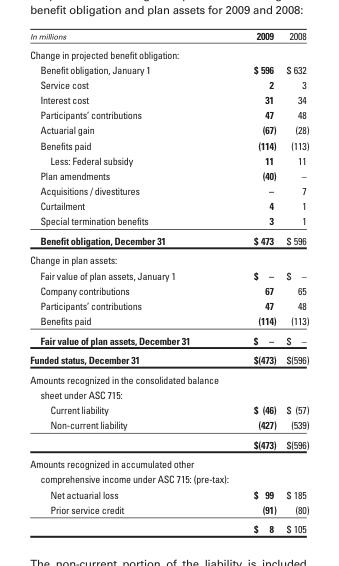 benefit obligation and plan assets for 2009 and 2008:
In millions 2009 2008
Change in projected benefit obligation:
Benefit obligation, January 1 $ 596 $ 632
Service cost 2 3
Interest cost 31 34
Participants' contributions 47 48
Actuarial gain (67) (28)
Benefits paid (114) (113)
Less: Federal subsidy 11 11
Plan amendments (40) –
Acquisitions / divestitures – 7
Curtailment 4 1
Special termination benefits 3 1
Benefit obligation, December 31 $ 473 $ 596
Change in plan assets:
Fair value of plan assets, January 1 $ – $ –
Company contributions 67 65
Participants' contributions 47 48
Benefits paid (114) (113)
Fair value of plan assets, December 31 $ – $ –
Funded status, December 31 $(473) $(596)
Amounts recognized in the consolidated balance
sheet under ASC 715:
Current liability $ (46) $ (57)
Non-current liability (427) (539)
$(473) $(596)
Amounts recognized in accumulated other
comprehensive income under ASC 715: (pre-tax):
Net actuarial loss $ 99 $ 185
Prior service credit (91) (80)
$ 8 $ 105
The non-current portion of the liability is included